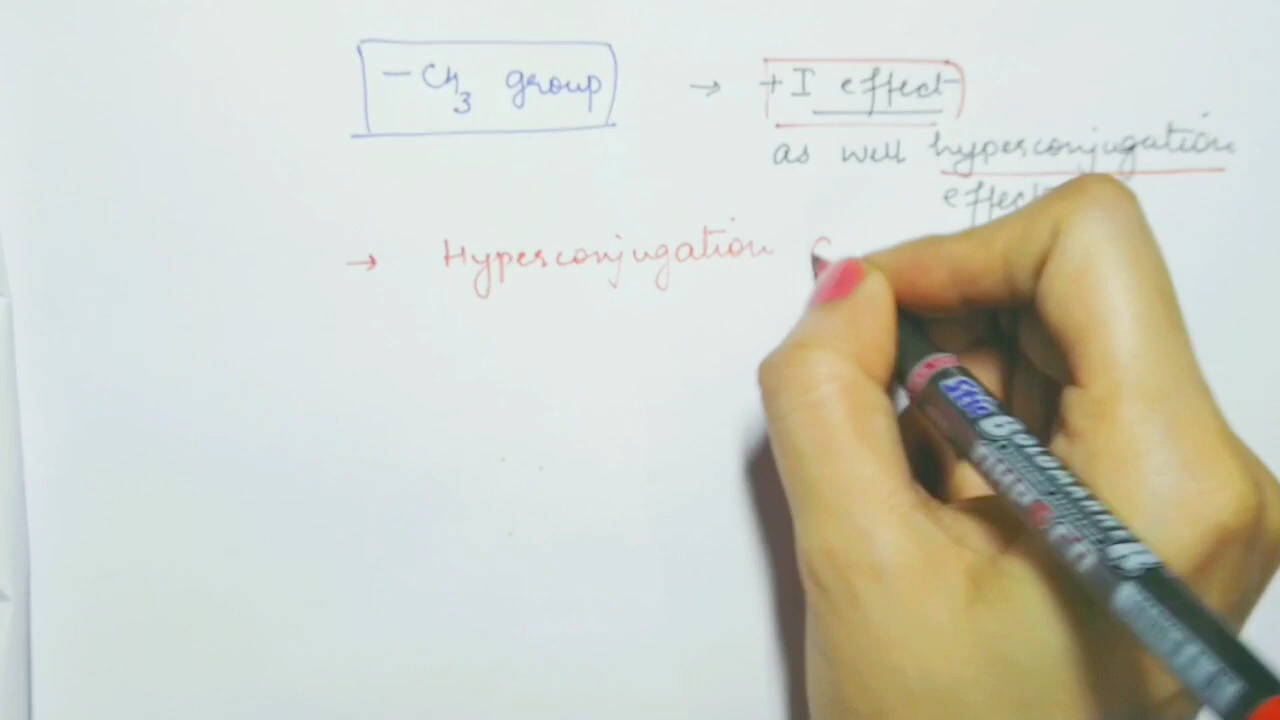 -CH3 group → +I effect
as well hyperconjugation
effect
→ Hyperconjugation